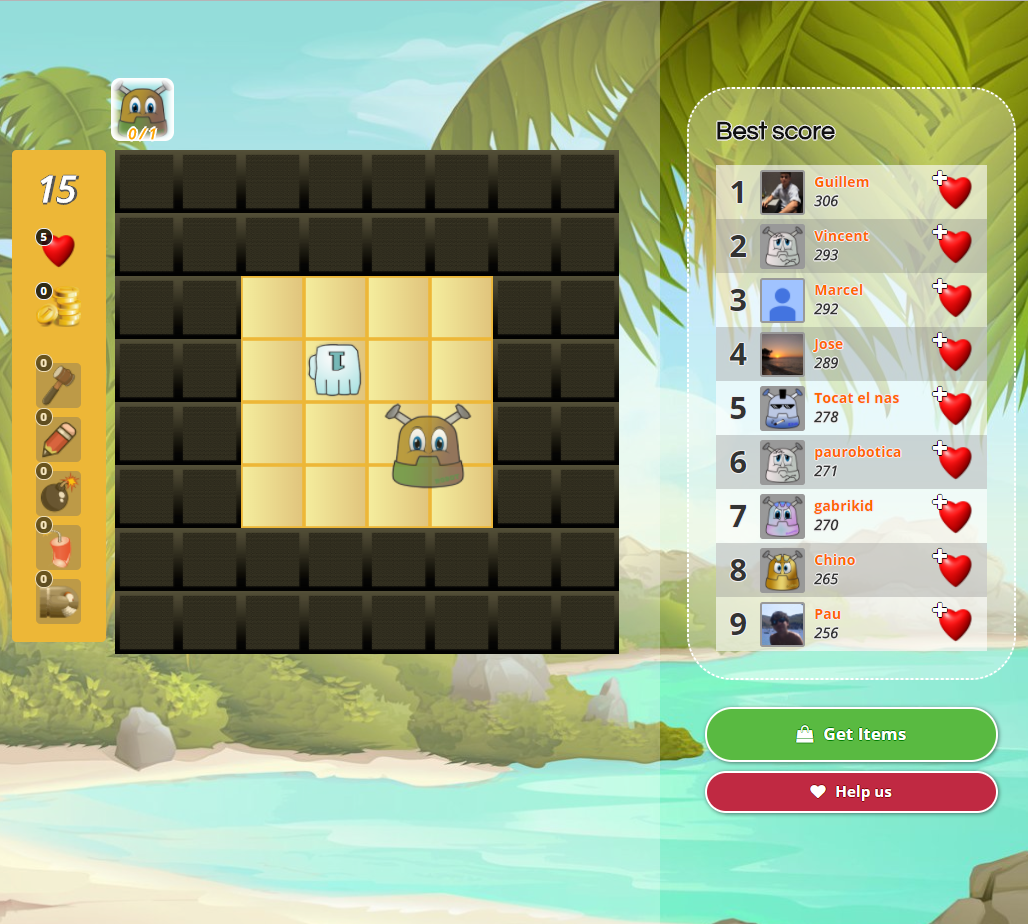 0/1
15
5
0
0
0
0
0
0
Best score
1
Guillem
306
2
Vincent
293
3
Marcel
292
4
Jose
289
5
Tocat el nas
278
6
paurobotica
271
7
gabrikid
270
8
Chino
265
9
Pau
256
Get Items
Help us